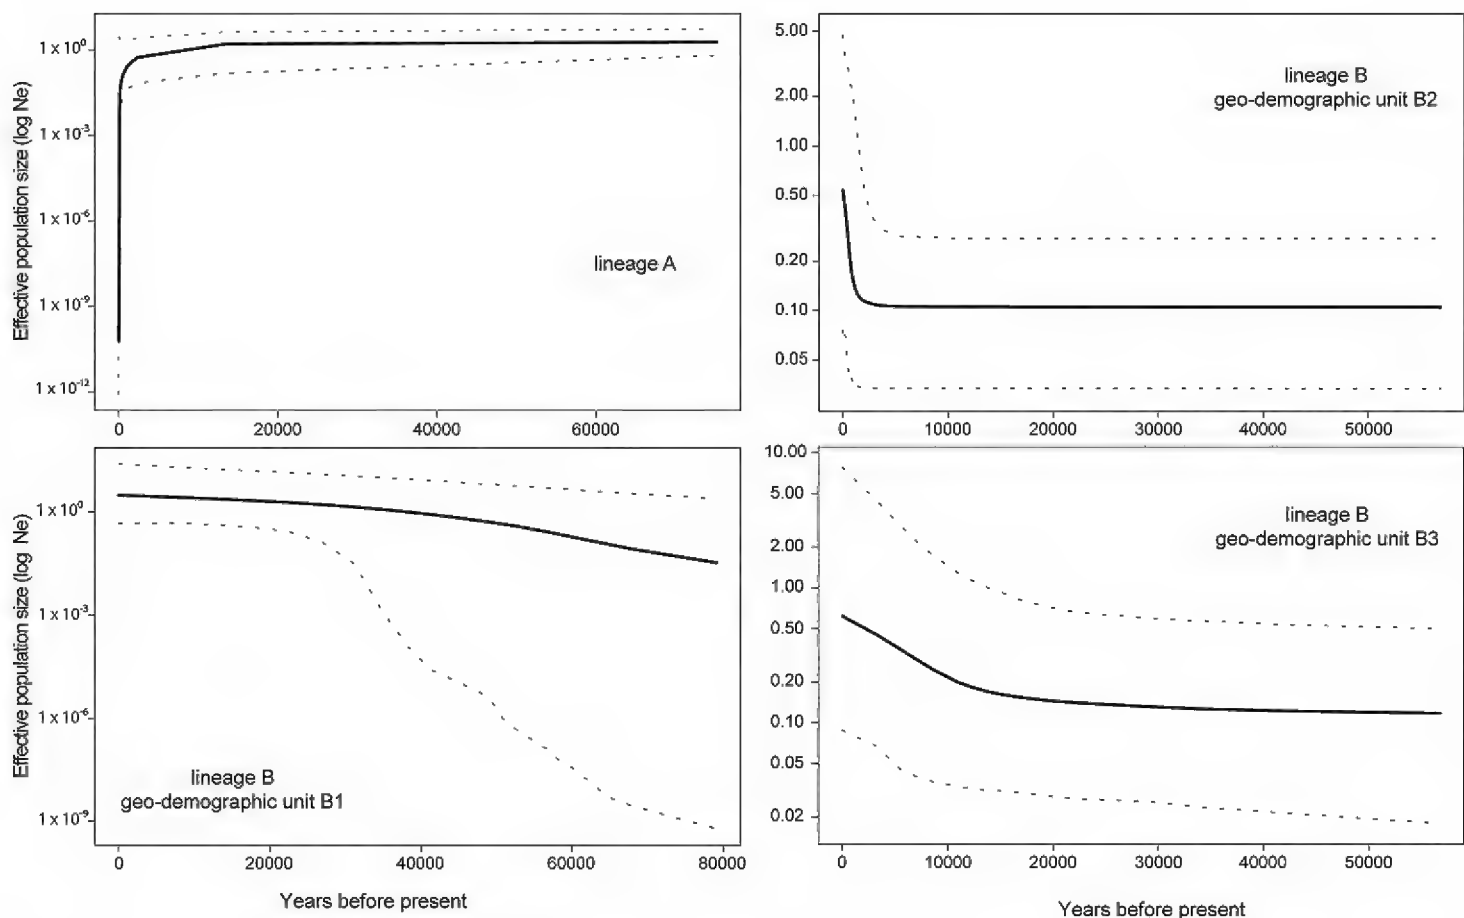 Effective population size (log Ne)
1 x 10⁰
1 x 10⁻³
1 x 10⁻⁶
1 x 10⁻⁹
1 x 10⁻¹²
lineage A
0 20000 40000 60000
5.00
2.00
1.00
0.50
0.20
0.10
0.05
lineage B
geo-demographic unit B2
0 10000 20000 30000 40000 50000
Effective population size (log Ne)
1 x 10⁰
1 x 10⁻³
1 x 10⁻⁶
1 x 10⁻⁹
lineage B
geo-demographic unit B1
0 20000 40000 60000 80000
Years before present
10.00
5.00
2.00
1.00
0.50
0.20
0.10
0.05
0.02
lineage B
geo-demographic unit B3
0 10000 20000 30000 40000 50000
Years before present